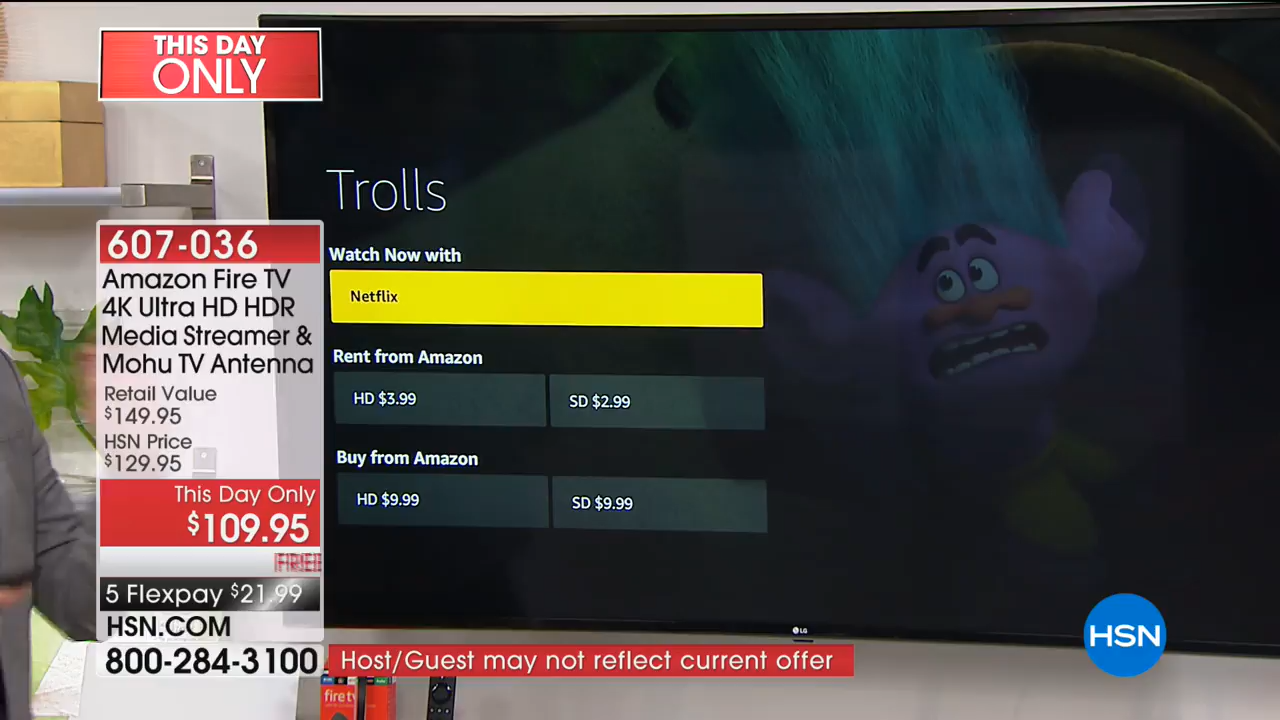 THIS DAY
ONLY
607-036
Amazon Fire TV
4K Ultra HD HDR
Media Streamer &
Mohu TV Antenna
Retail Value
$149.95
HSN Price
$129.95
This Day Only
$109.95
FREE
5 Flexpay $21.99
HSN.COM
800-284-3100
Trolls
Watch Now with
Netflix
Rent from Amazon
HD $3.99
SD $2.99
Buy from Amazon
HD $9.99
SD $9.99
LG
HSN
Host/Guest may not reflect current offer
fire tv